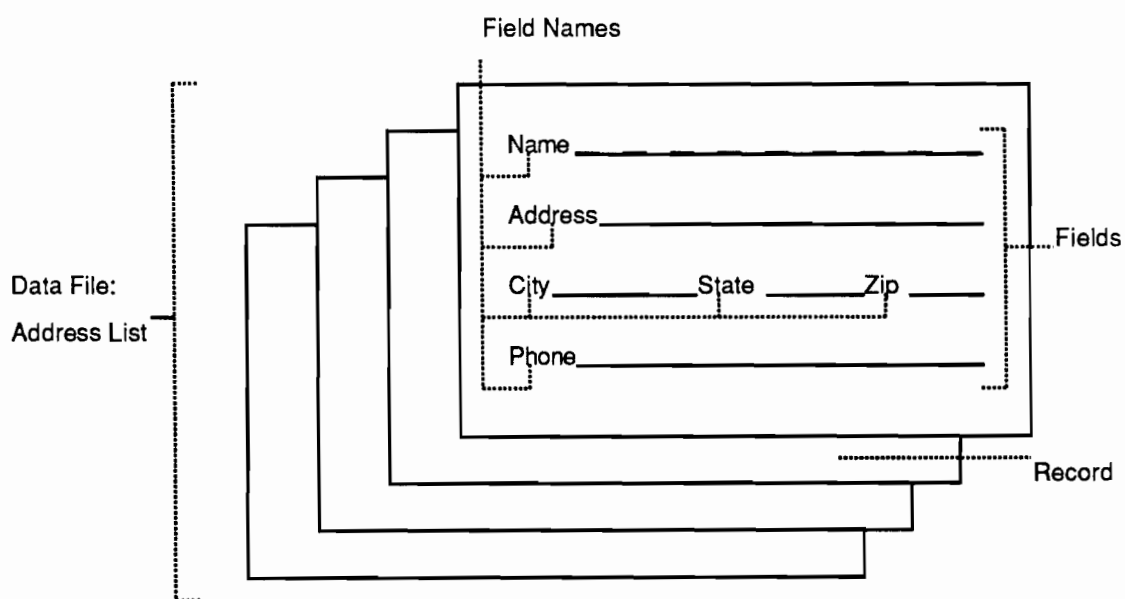 Field Names
Name
Address
Fields
City State Zip
Data File:
Address List
Phone
Record